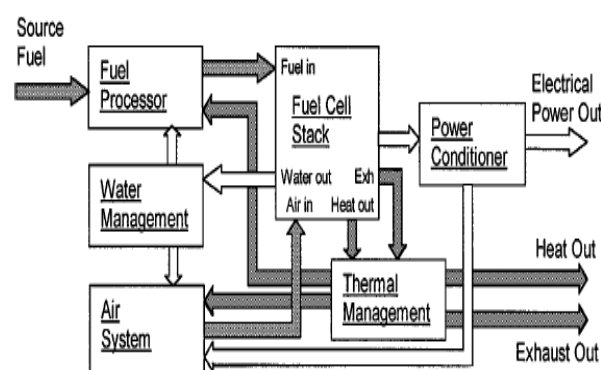 Source
Fuel
Fuel
Processor
Fuel in
Fuel Cell
Stack
Water out
Exh
Air in
Heat out
Power
Conditioner
Electrical
Power Out
Water
Management
Thermal
Management
Heat Out
Air
System
Exhaust Out